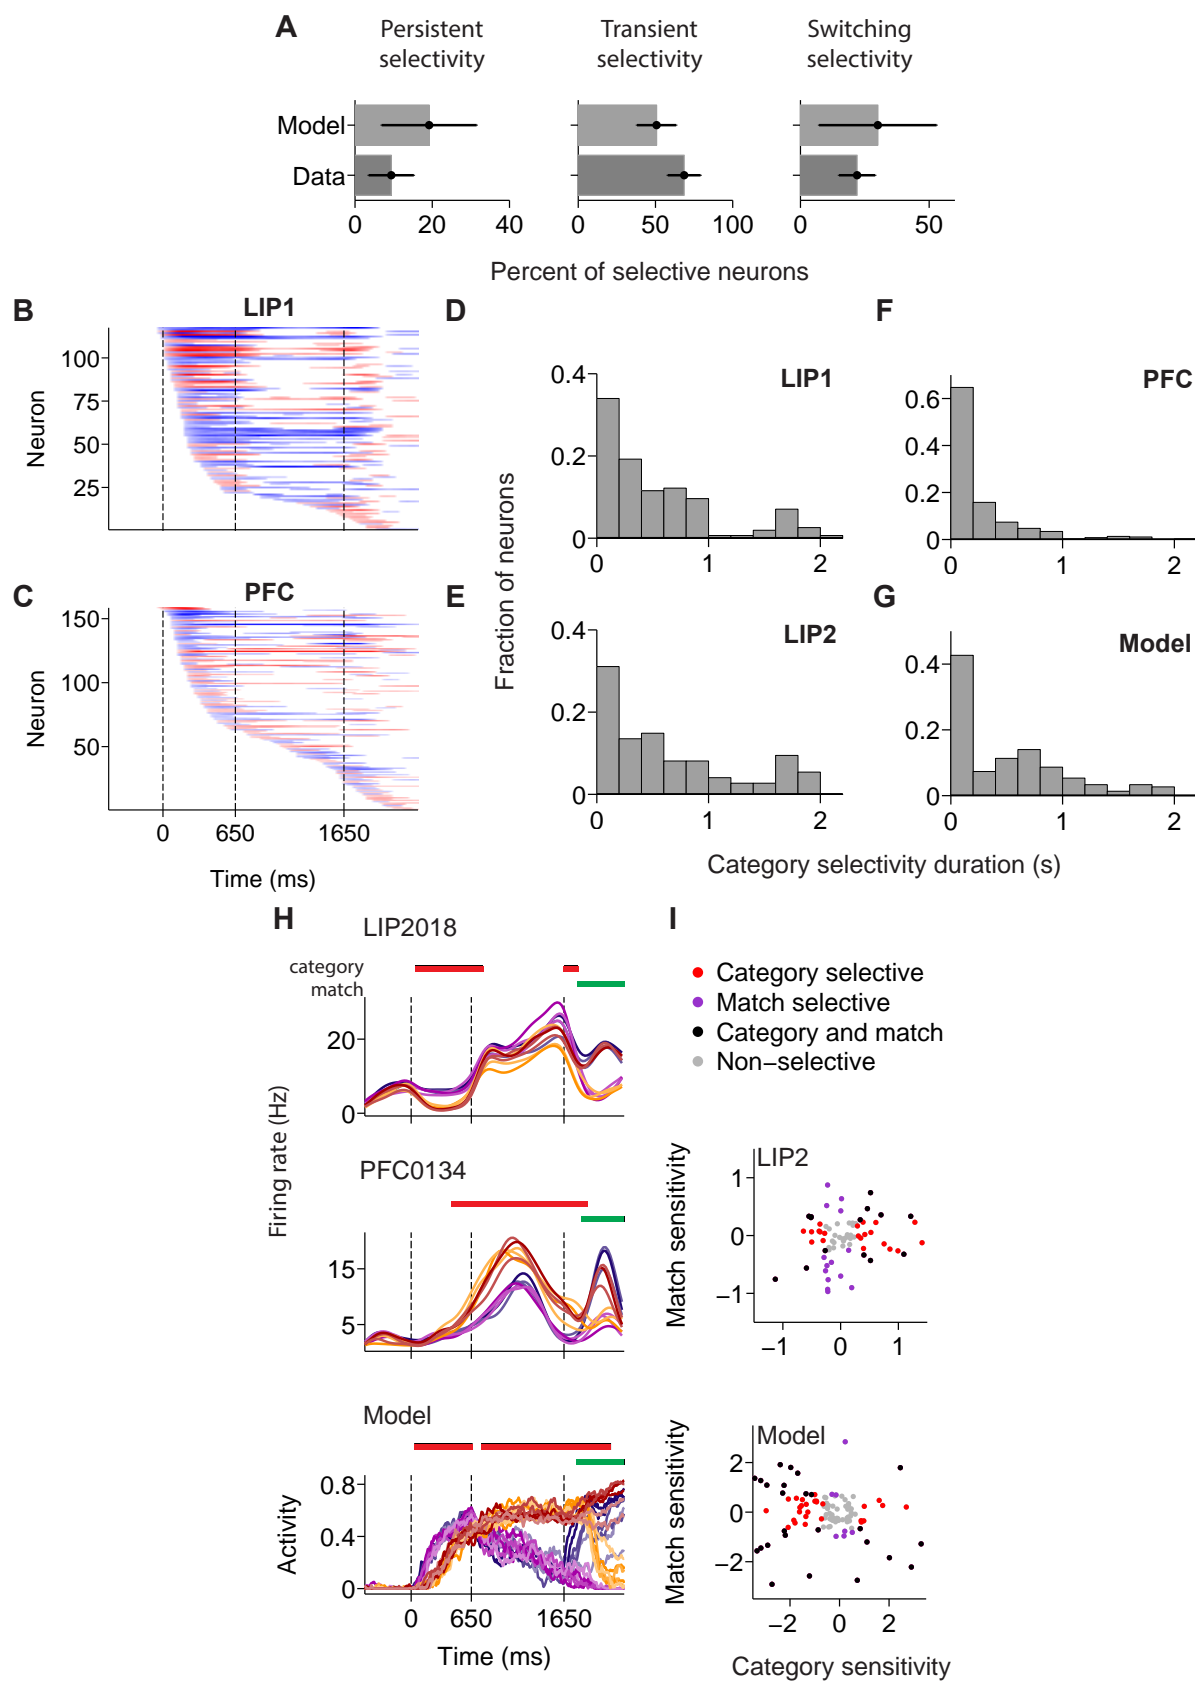 A
Persistent selectivity
Transient selectivity
Switching selectivity
Model
Data
0 20 40
0 50 100
0 50
Percent of selective neurons
B
LIP1
Neuron
100
75
50
25
C
PFC
Neuron
150
100
50
0 650 1650
Time (ms)
D
LIP1
0.4
0.2
0
0 1 2
Fraction of neurons
E
LIP2
0.4
0.2
0
0 1 2
F
PFC
0.6
0.4
0.2
0
0 1 2
G
Model
0.4
0.2
0
0 1 2
Category selectivity duration (s)
H
LIP2018
category
match
20
0
Firing rate (Hz)
PFC0134
15
5
Model
Activity
0.8
0.4
0
0 650 1650
Time (ms)
I
Category selective
Match selective
Category and match
Non−selective
LIP2
Match sensitivity
1
0
−1
−1 0 1
Model
Match sensitivity
2
0
−2
−2 0 2
Category sensitivity